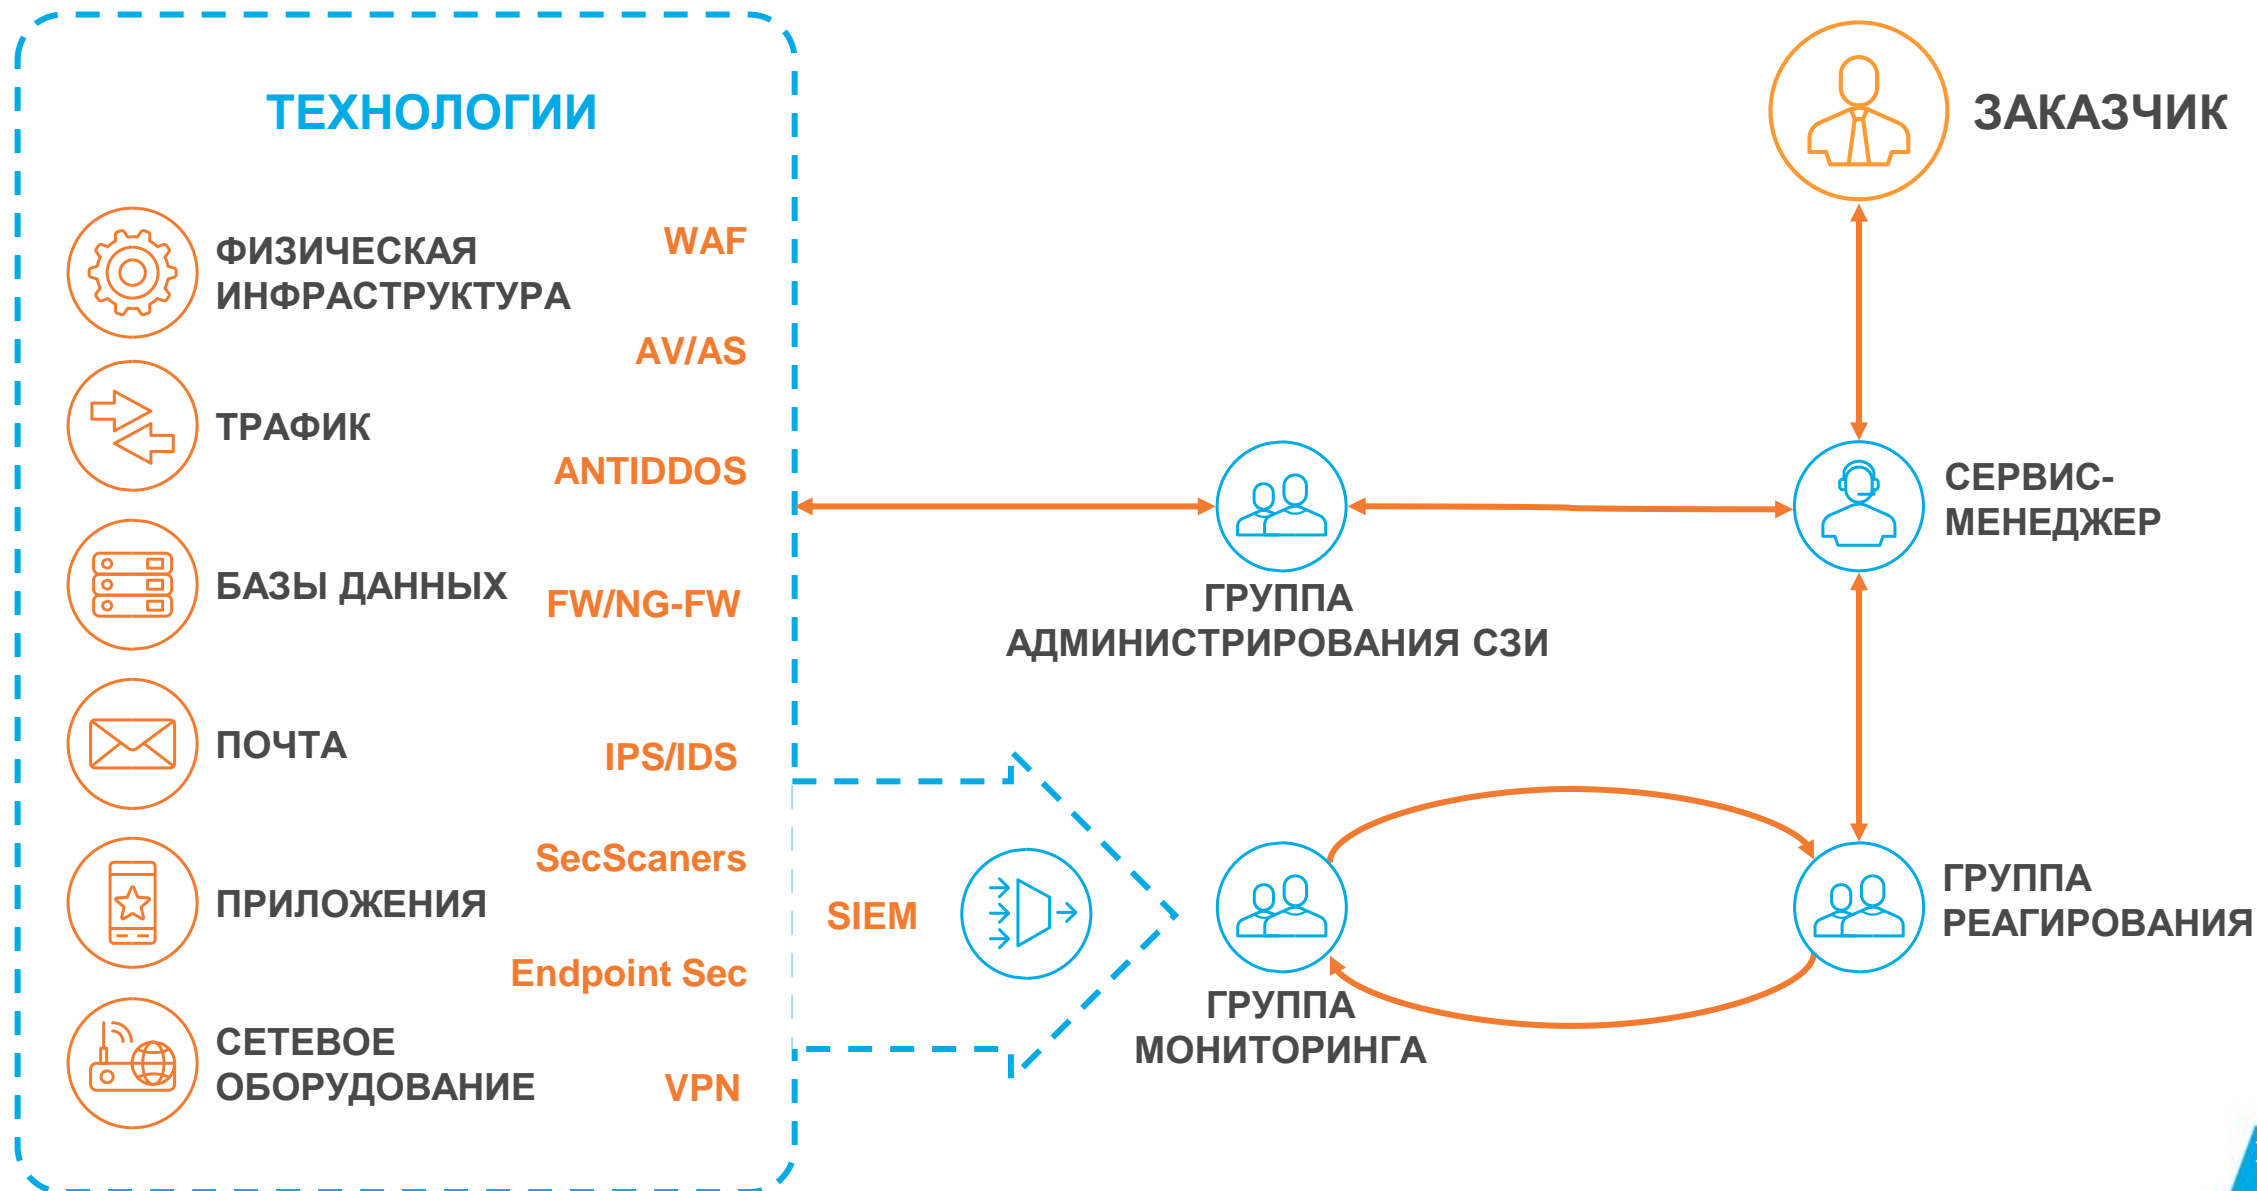 ТЕХНОЛОГИИ
ФИЗИЧЕСКАЯ
ИНФРАСТРУКТУРА
ТРАФИК
БАЗЫ ДАННЫХ
ПОЧТА
ПРИЛОЖЕНИЯ
СЕТЕВОЕ
ОБОРУДОВАНИЕ
WAF
AV/AS
ANTIDDOS
FW/NG-FW
IPS/IDS
SecScaners
Endpoint Sec
VPN
SIEM
ГРУППА
АДМИНИСТРИРОВАНИЯ СЗИ
ГРУППА
МОНИТОРИНГА
ЗАКАЗЧИК
СЕРВИС-
МЕНЕДЖЕР
ГРУППА
РЕАГИРОВАНИЯ